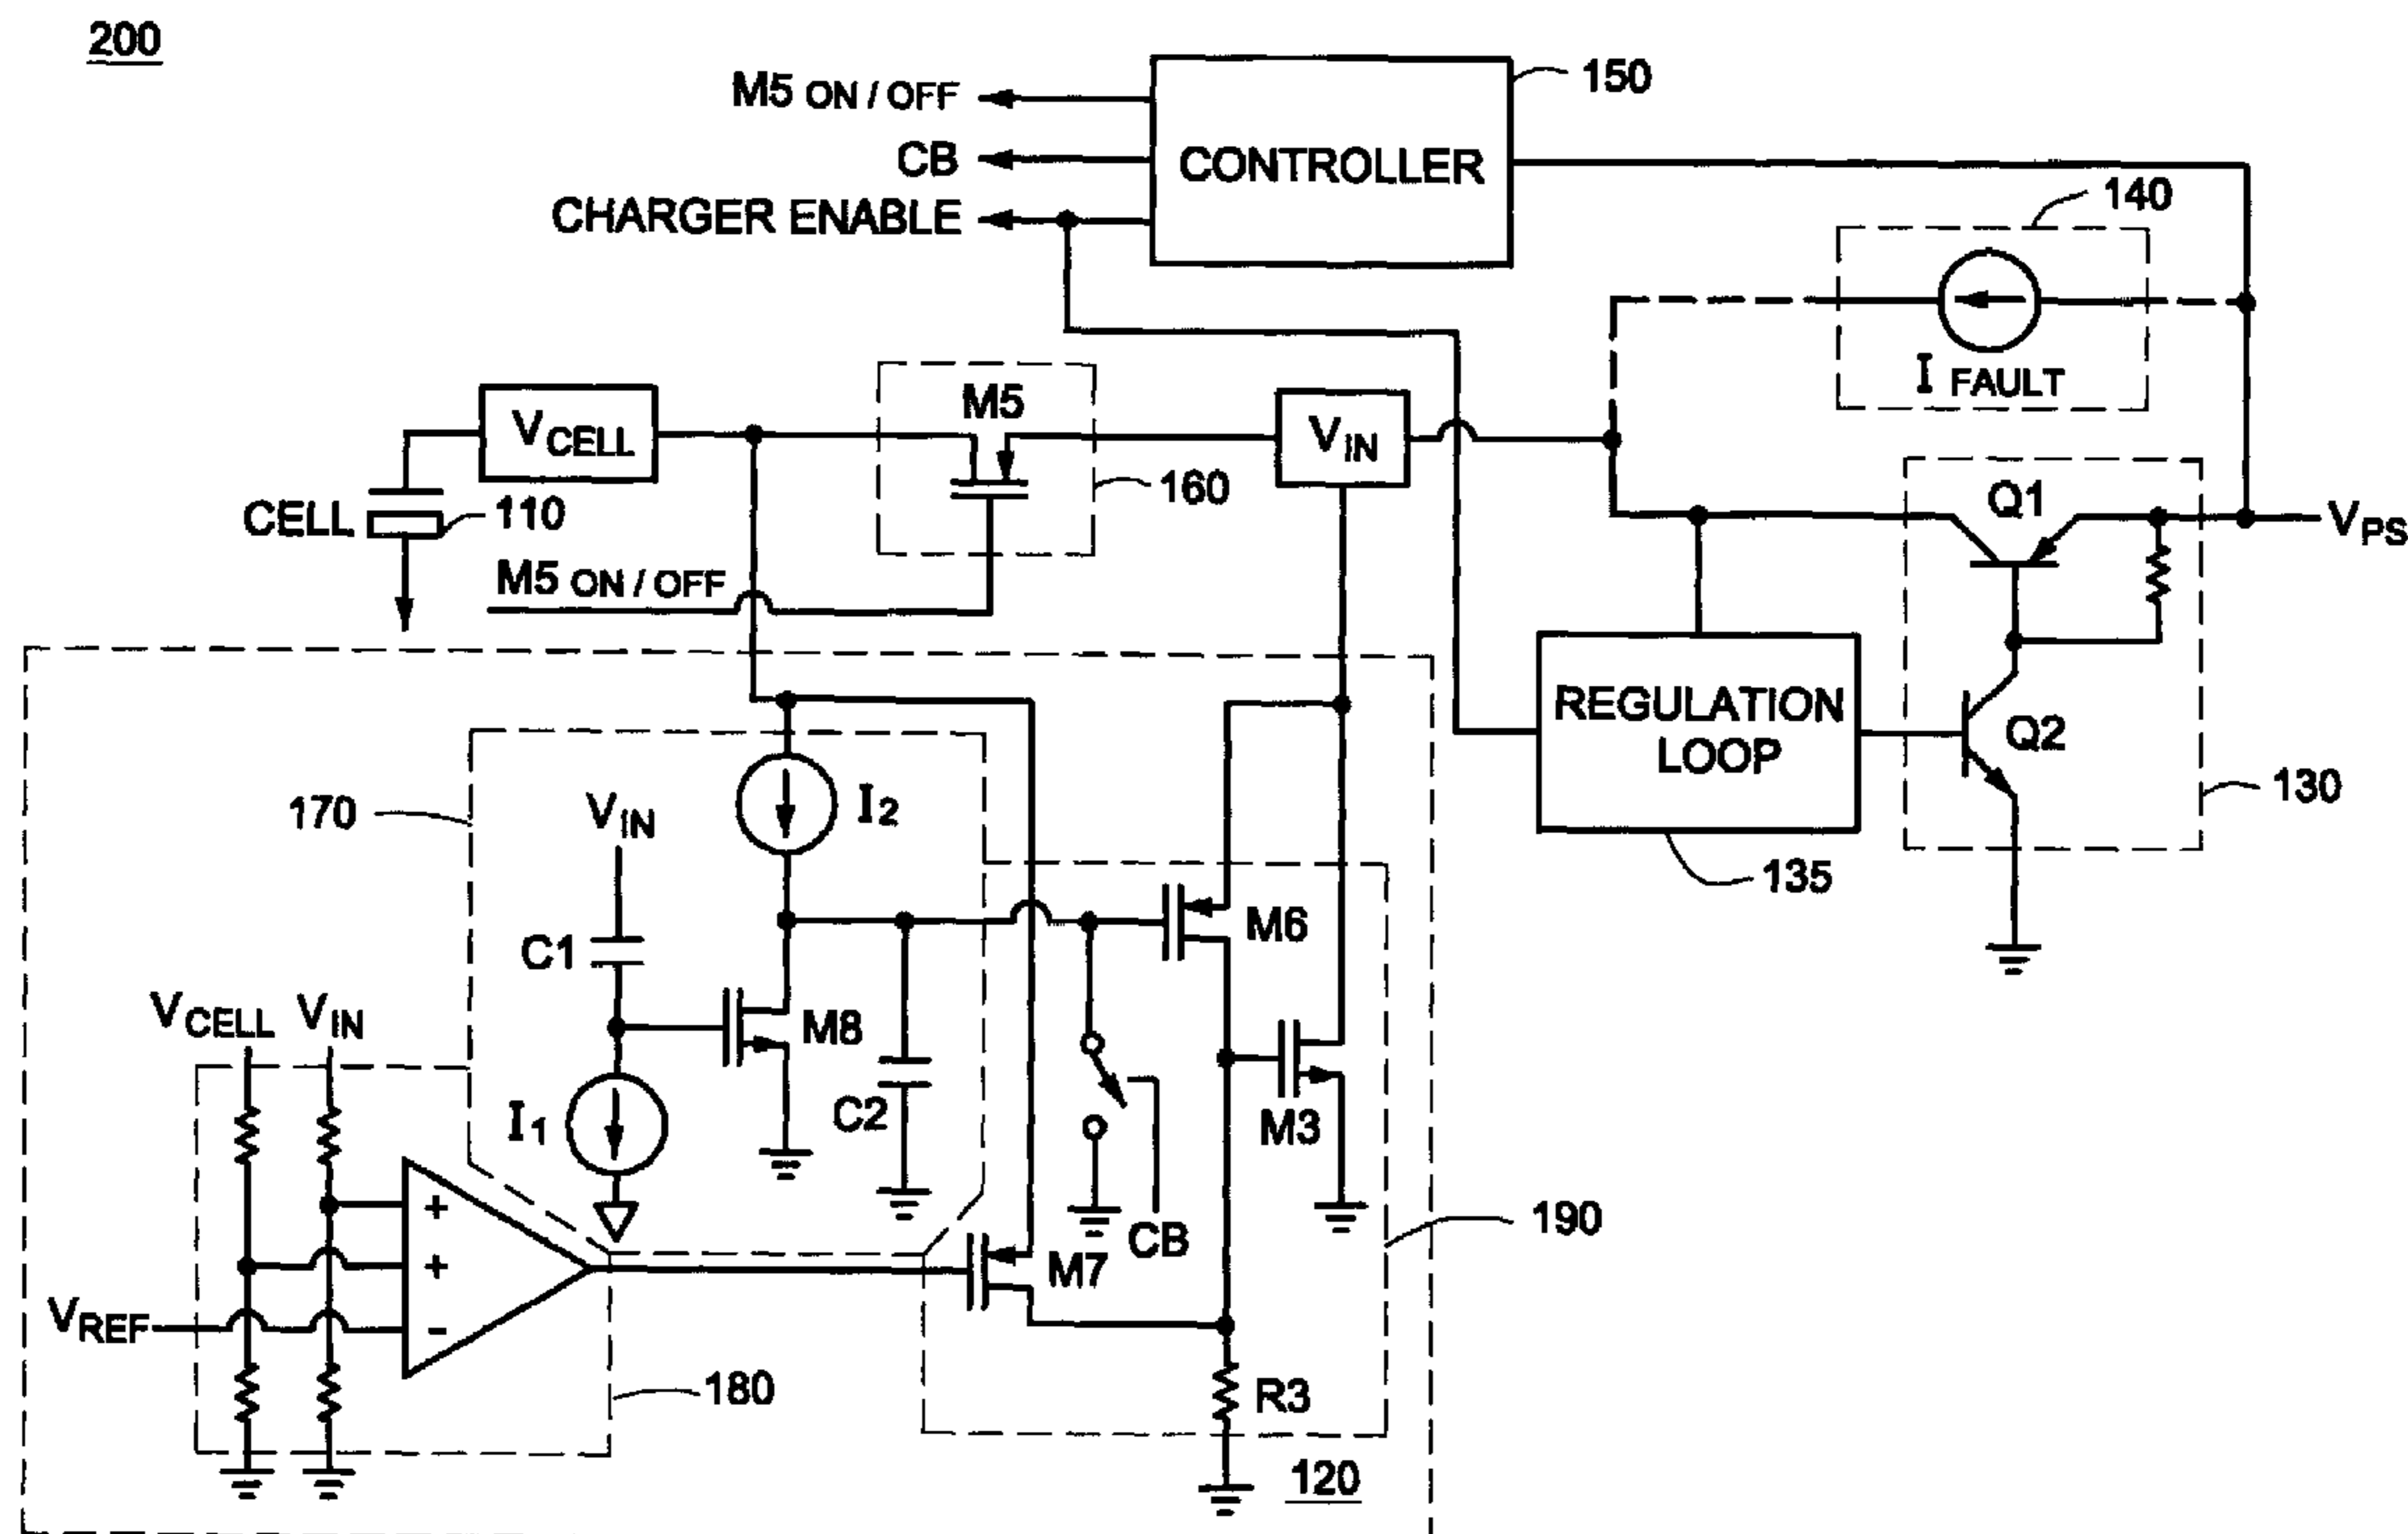 200
150
M5 ON / OFF
CB
CHARGER ENABLE
CONTROLLER
140
I FAULT
VCELL
M5
VIN
160
CELL
110
M5 ON / OFF
Q1
VPS
REGULATION
LOOP
Q2
130
135
170
VIN
I2
C1
M6
VCELL
VIN
M8
I1
C2
M3
CB
190
M7
VREF
+
+
-
180
R3
120